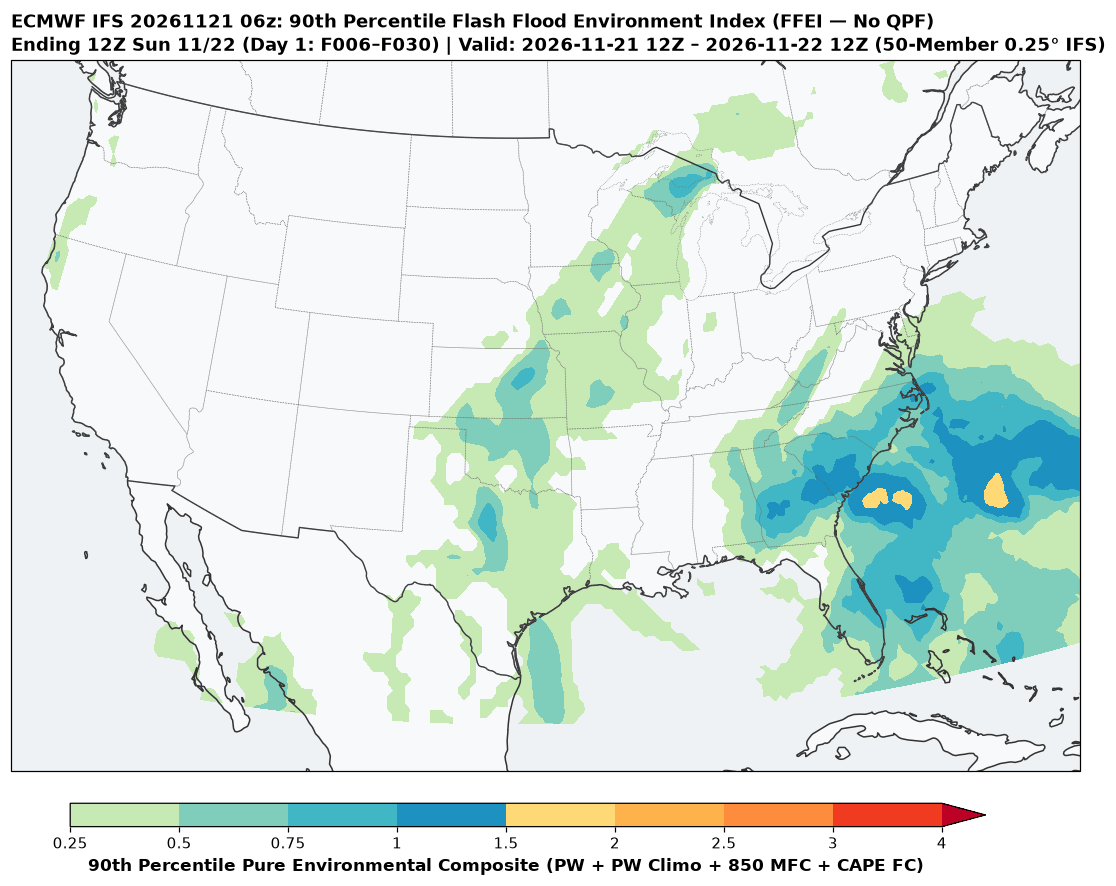 ECMWF IFS 20261121 06z: 90th Percentile Flash Flood Environment Index (FFEI — No QPF)
Ending 12Z Sun 11/22 (Day 1: F006–F030) | Valid: 2026-11-21 12Z – 2026-11-22 12Z (50-Member 0.25° IFS)
0.25 0.5 0.75 1 1.5 2 2.5 3 4
90th Percentile Pure Environmental Composite (PW + PW Climo + 850 MFC + CAPE FC)